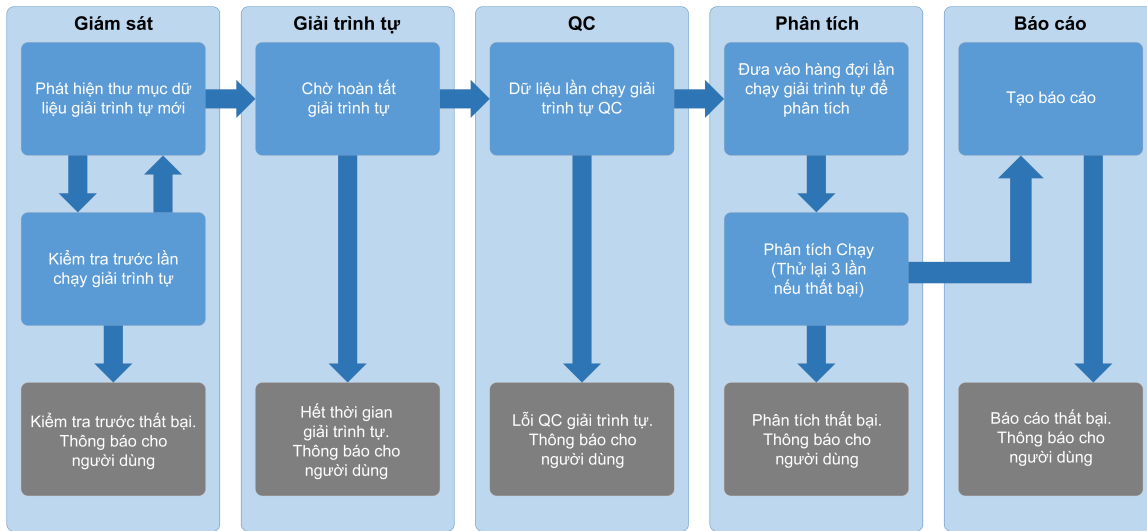 Giám sát
Phát hiện thư mục dữ
liệu giải trình tự mới
Kiểm tra trước lần
chạy giải trình tự
Kiểm tra trước thất bại.
Thông báo cho
người dùng
Giải trình tự
Chờ hoàn tất
giải trình tự
Hết thời gian
giải trình tự.
Thông báo cho
người dùng
QC
Dữ liệu lần chạy giải
trình tự QC
Lỗi QC giải trình tự.
Thông báo cho
người dùng
Phân tích
Đưa vào hàng đợi lần
chạy giải trình tự để
phân tích
Phân tích Chạy
(Thử lại 3 lần
nếu thất bại)
Phân tích thất bại.
Thông báo cho
người dùng
Báo cáo
Tạo báo cáo
Báo cáo thất bại.
Thông báo cho
người dùng